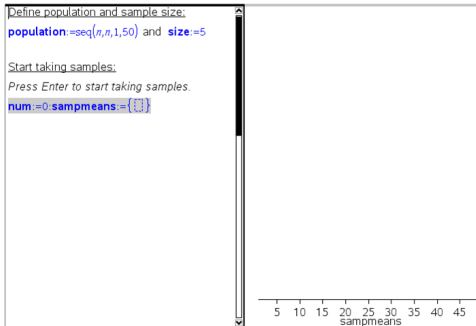 Define population and sample size:
population:=seq(n,n,1,50) and size:=5
Start taking samples:
Press Enter to start taking samples.
num:=0:sampmeans:={}
5 10 15 20 25 30 35 40 45
sampmeans